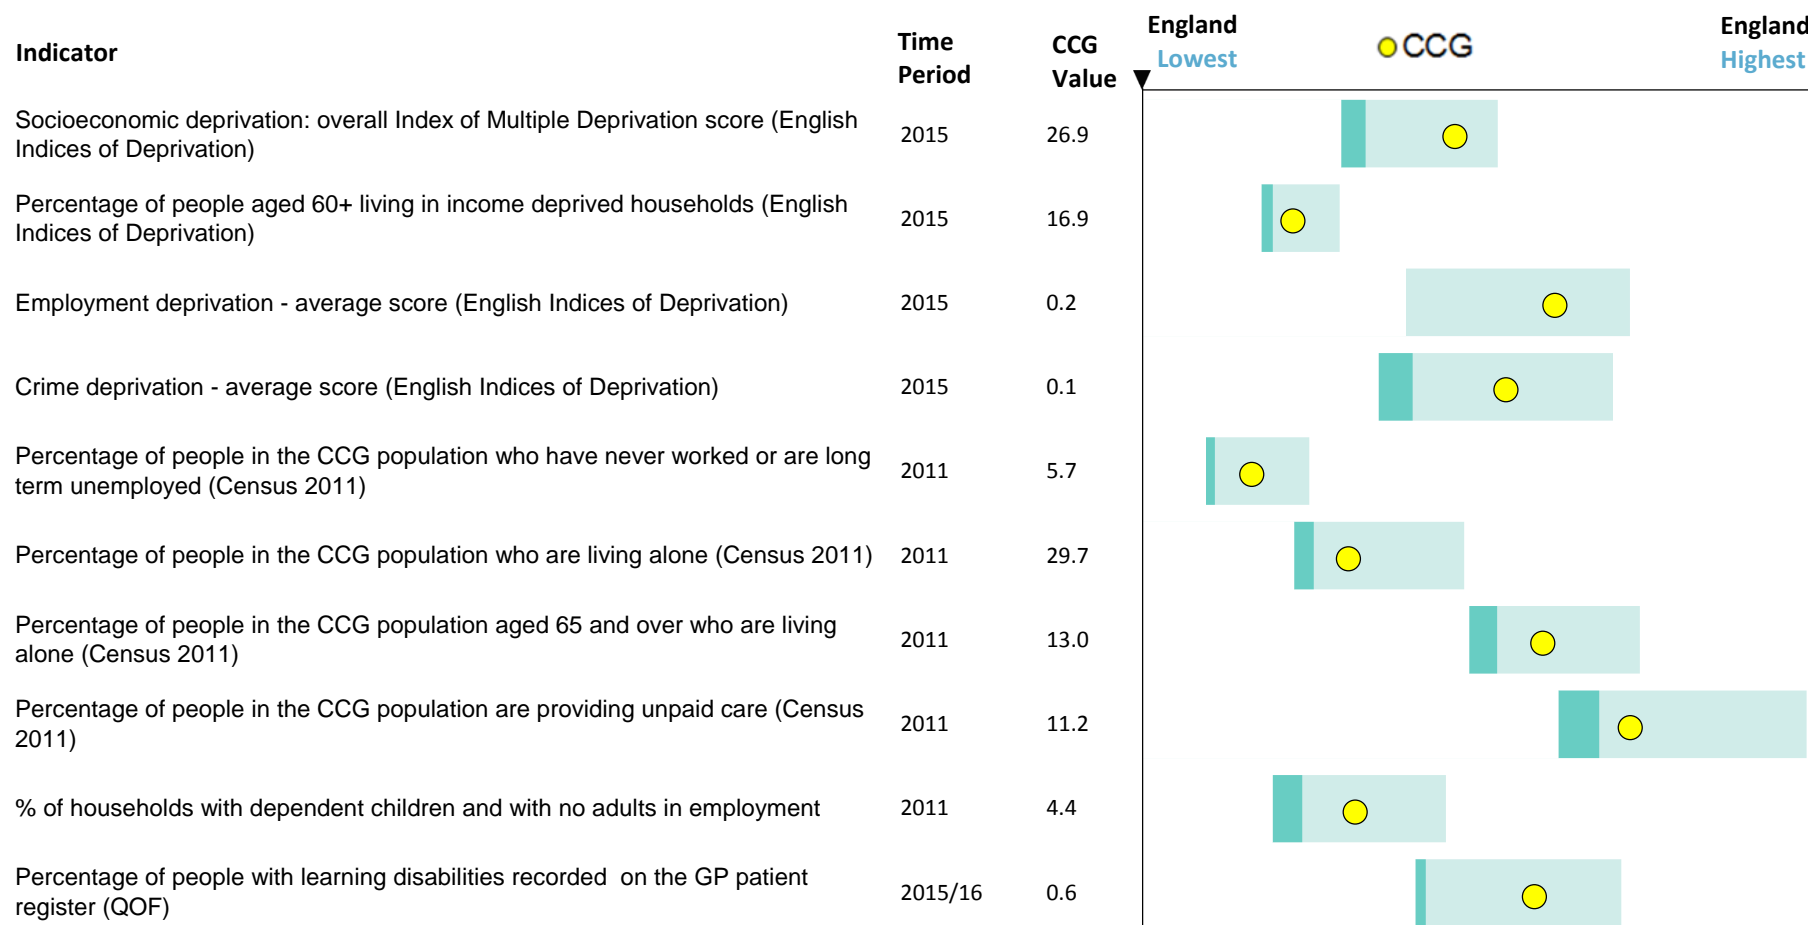 Indicator
Time
Period
CCG
Value
England
Lowest
CCG
England
Highest
Socioeconomic deprivation: overall Index of Multiple Deprivation score (English
Indices of Deprivation)
2015
26.9
Percentage of people aged 60+ living in income deprived households (English
Indices of Deprivation)
2015
16.9
Employment deprivation - average score (English Indices of Deprivation)
2015
0.2
Crime deprivation - average score (English Indices of Deprivation)
2015
0.1
Percentage of people in the CCG population who have never worked or are long
term unemployed (Census 2011)
2011
5.7
Percentage of people in the CCG population who are living alone (Census 2011)
2011
29.7
Percentage of people in the CCG population aged 65 and over who are living
alone (Census 2011)
2011
13.0
Percentage of people in the CCG population are providing unpaid care (Census
2011)
2011
11.2
% of households with dependent children and with no adults in employment
2011
4.4
Percentage of people with learning disabilities recorded  on the GP patient
register (QOF)
2015/16
0.6